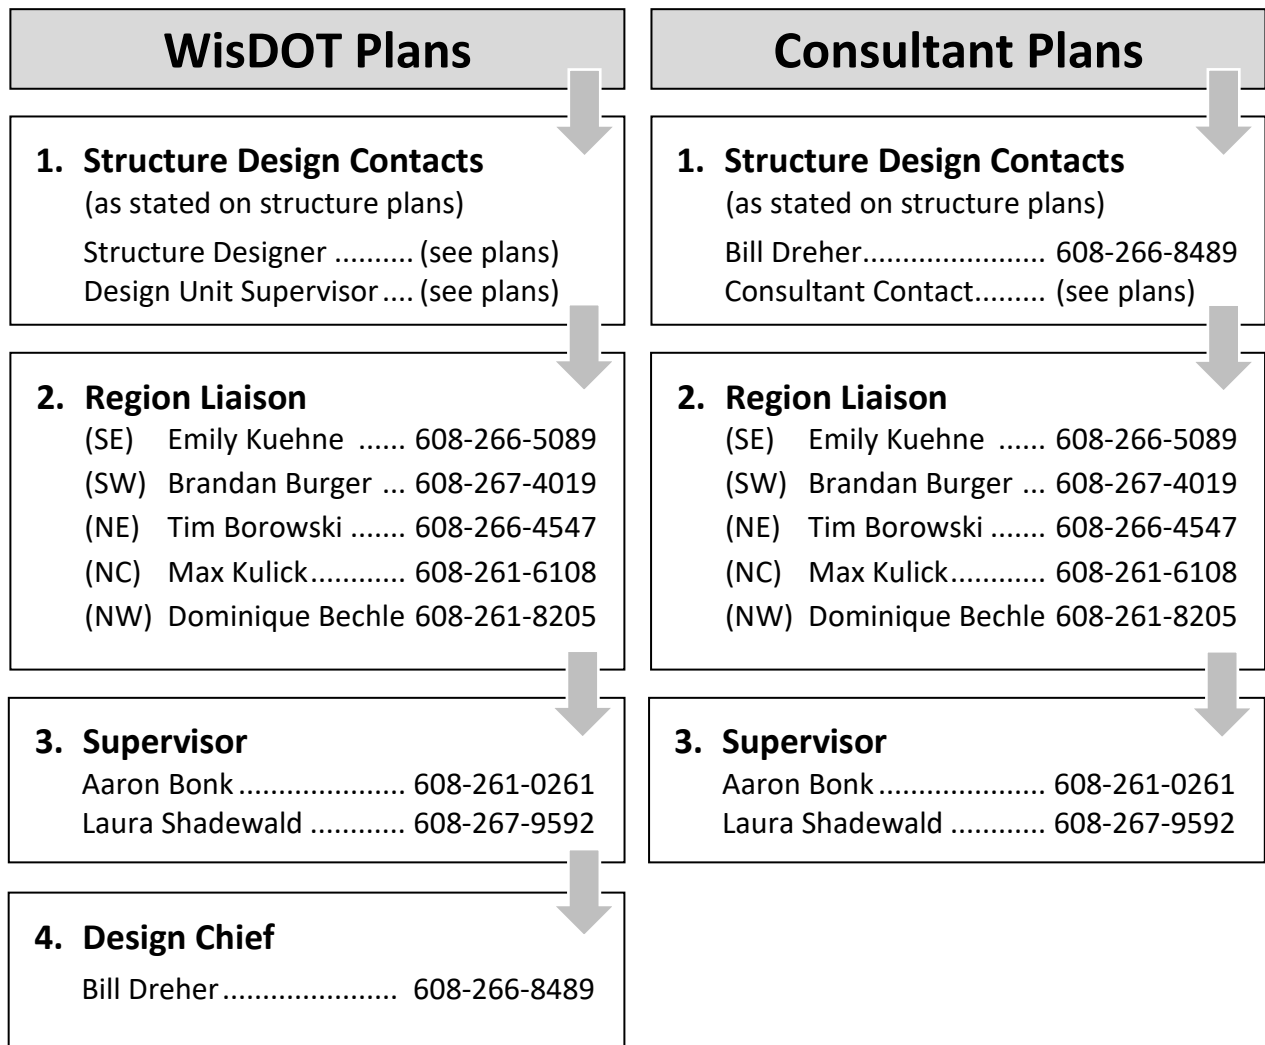 WisDOT Plans
1. Structure Design Contacts
(as stated on structure plans)
Structure Designer .......... (see plans)
Design Unit Supervisor .... (see plans)
2. Region Liaison
(SE) Emily Kuehne ...... 608-266-5089
(SW) Brandan Burger ... 608-267-4019
(NE) Tim Borowski ....... 608-266-4547
(NC) Max Kulick............ 608-261-6108
(NW) Dominique Bechle 608-261-8205
3. Supervisor
Aaron Bonk ..................... 608-261-0261
Laura Shadewald ............ 608-267-9592
4. Design Chief
Bill Dreher ...................... 608-266-8489
Consultant Plans
1. Structure Design Contacts
(as stated on structure plans)
Bill Dreher....................... 608-266-8489
Consultant Contact......... (see plans)
2. Region Liaison
(SE) Emily Kuehne ...... 608-266-5089
(SW) Brandan Burger ... 608-267-4019
(NE) Tim Borowski ....... 608-266-4547
(NC) Max Kulick............ 608-261-6108
(NW) Dominique Bechle 608-261-8205
3. Supervisor
Aaron Bonk ..................... 608-261-0261
Laura Shadewald ............ 608-267-9592